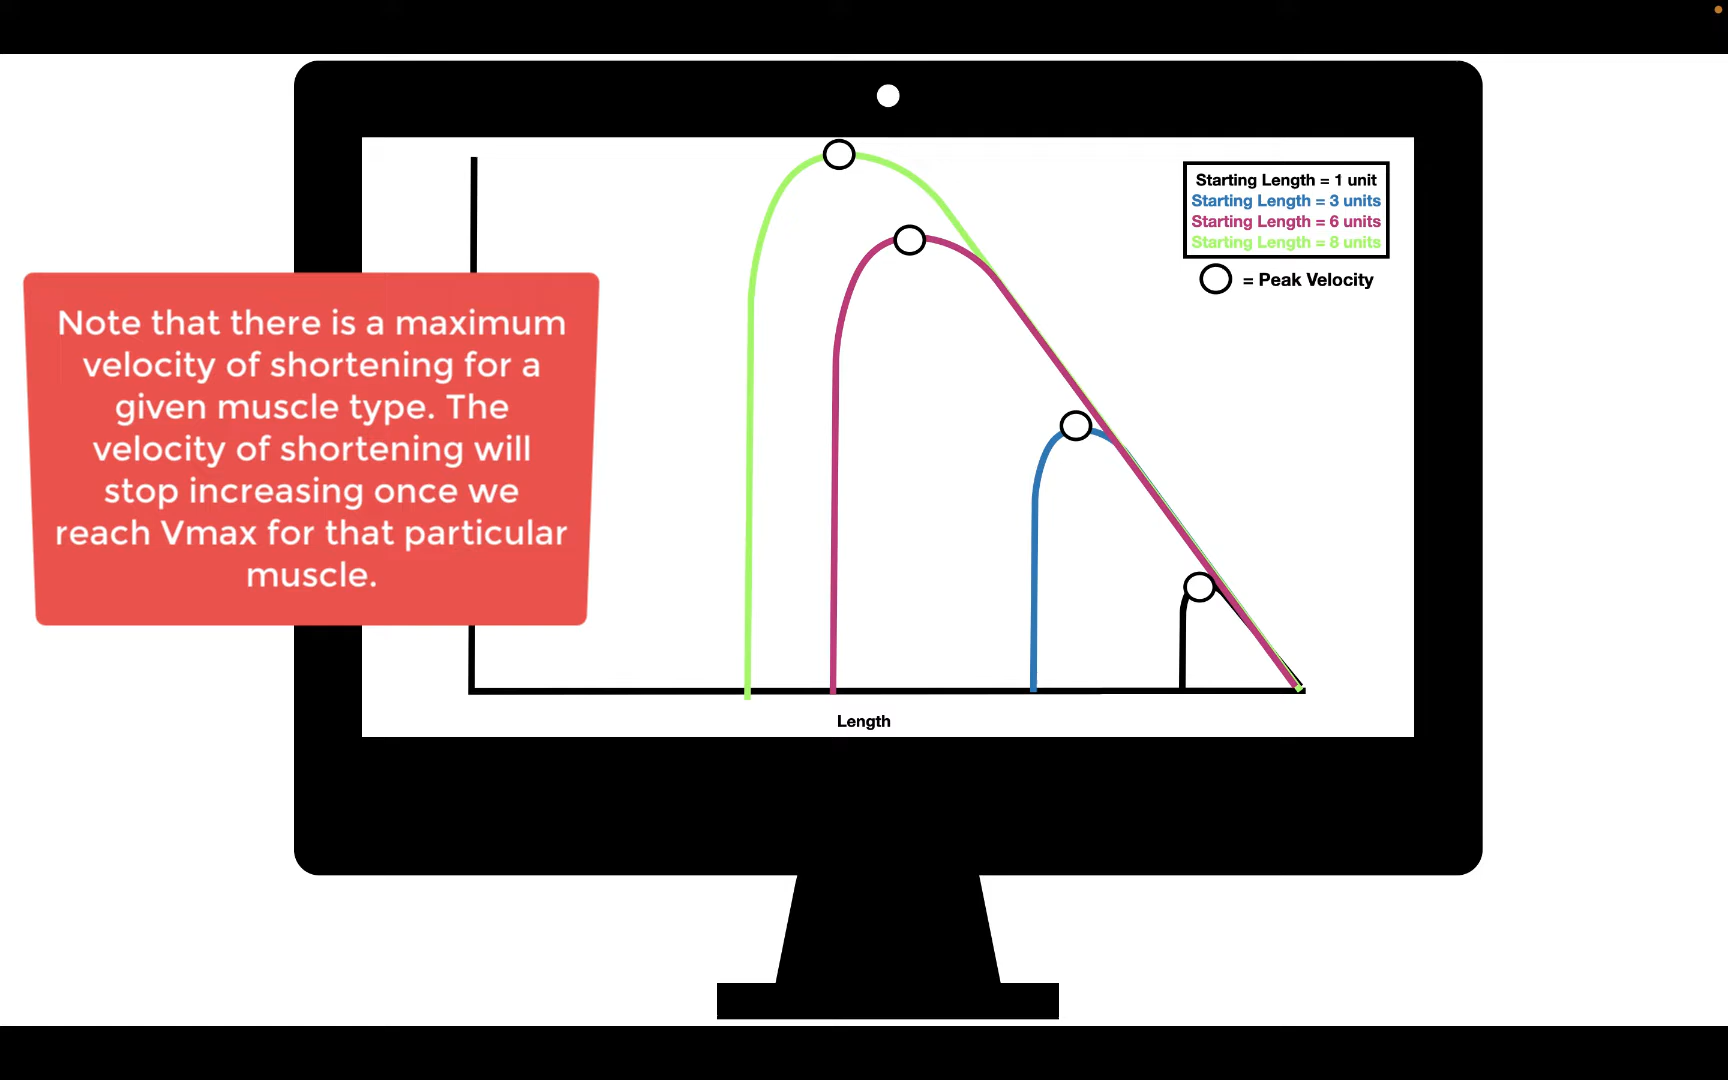 Starting Length = 1 unit
Starting Length = 3 units
Starting Length = 6 units
Starting Length = 8 units
= Peak Velocity
Note that there is a maximum
velocity of shortening for a
given muscle type. The
velocity of shortening will
stop increasing once we
reach Vmax for that particular
muscle.
Length